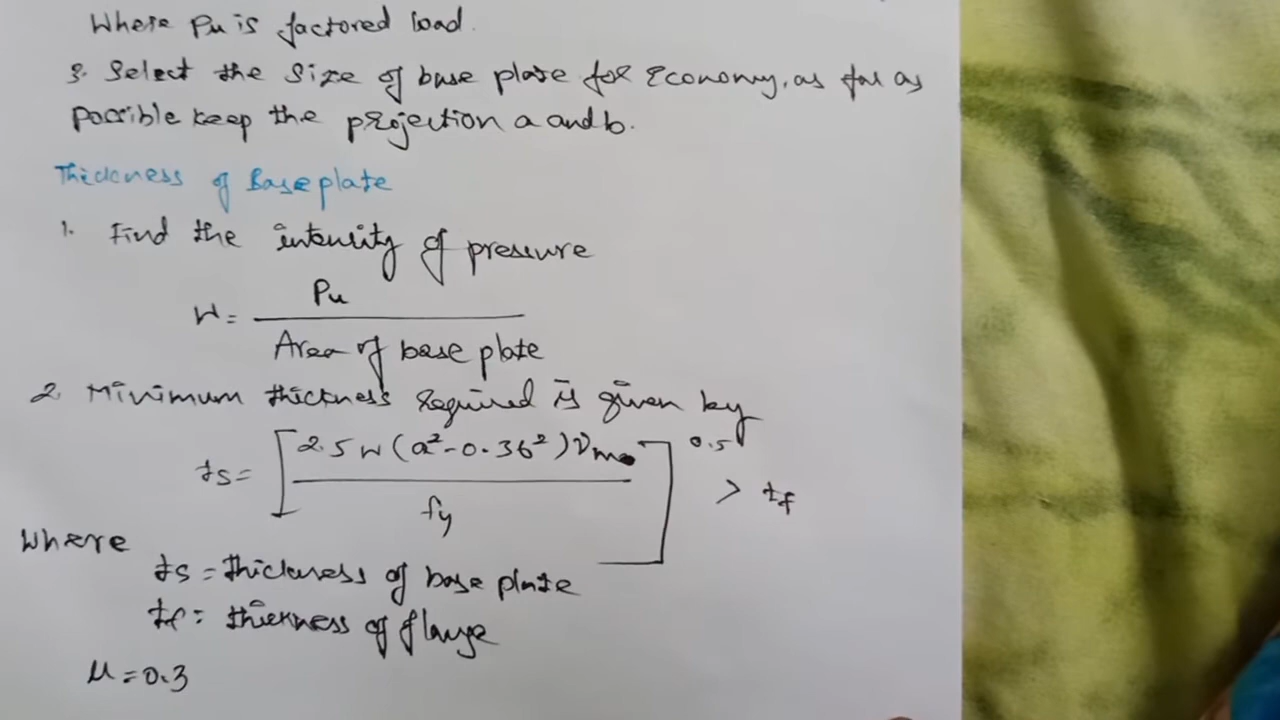 Where Pu is factored load.
3. Select the size of base plate for Economy, as far as
possible keep the projection a and b.
Thickness of Baseplate
1. Find the intensity of pressure
W = Pu / Area of base plate
2. Minimum thickness required is given by
ts = [2.5 w (a² - 0.3b²) γm₀ / fy]^0.5 > tf
Where
ts = thickness of base plate
tf = thickness of flange
μ = 0.3